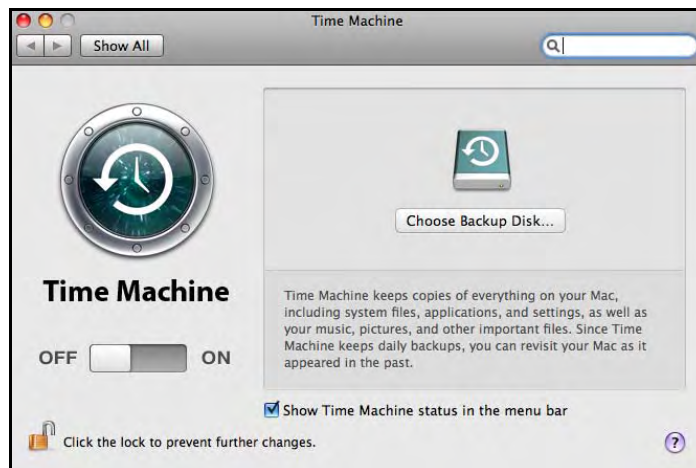 Time Machine
Show All
Choose Backup Disk...
Time Machine
Time Machine keeps copies of everything on your Mac,
including system files, applications, and settings, as well as
your music, pictures, and other important files. Since Time
Machine keeps daily backups, you can revisit your Mac as it
appeared in the past.
OFF ON
Show Time Machine status in the menu bar
Click the lock to prevent further changes.
?